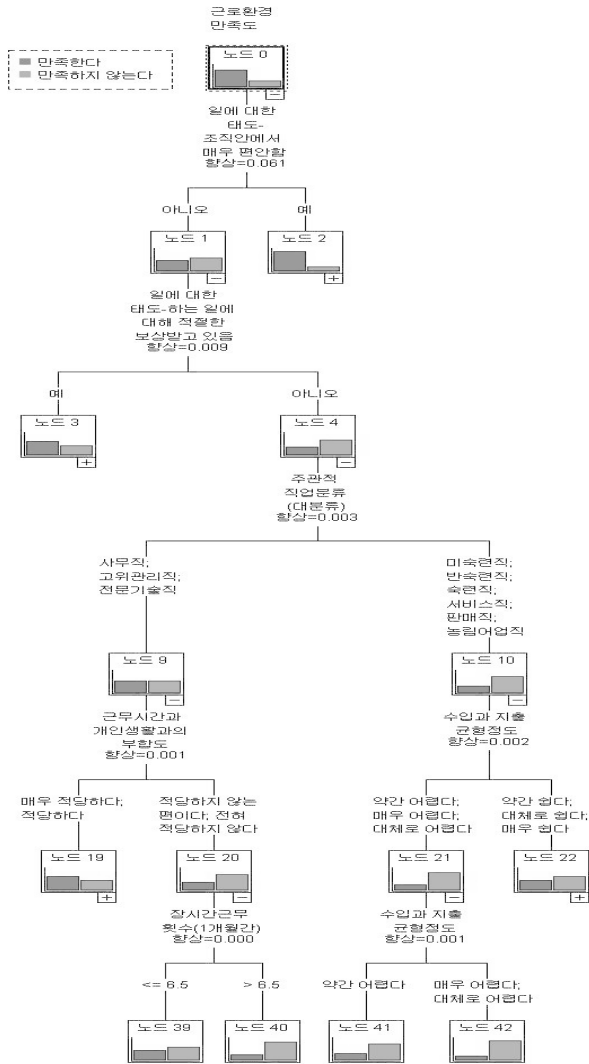 근로환경
만족도
만족한다
만족하지 않는다
노드 0
일에 대한
태도-
조직안에서
매우 편안함
향상=0.061
아니오
예
노드 1
노드 2
일에 대한
태도-하는 일에
대해 적절한
보상받고 있음
향상=0.009
예
아니오
노드 3
노드 4
주관적
직업분류
(대분류)
향상=0.003
사무직;
고위관리직;
전문기술직
미숙련직;
반숙련직;
숙련직;
서비스직;
판매직;
농림어업직
노드 9
노드 10
근무시간과
개인생활과의
부합도
향상=0.001
수입과 지출
균형정도
향상=0.002
매우 적당하다;
적당하다
적당하지 않는
편이다; 전혀
적당하지 않다
약간 어렵다;
매우 어렵다;
대체로 어렵다
약간 쉽다;
대체로 쉽다;
매우 쉽다
노드 19
노드 20
노드 21
노드 22
장시간근무
횟수(1개월간)
향상=0.000
수입과 지출
균형정도
향상=0.001
<= 6.5
> 6.5
약간 어렵다
매우 어렵다;
대체로 어렵다
노드 39
노드 40
노드 41
노드 42